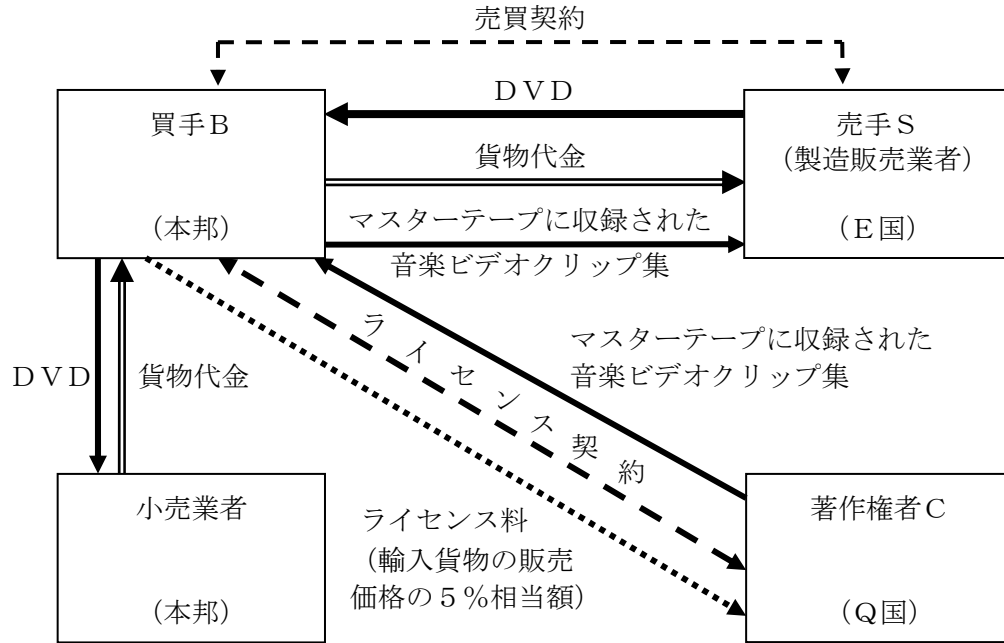 売買契約
DVD
買手B
(本邦)
売手S
(製造販売業者)
(E国)
貨物代金
マスターテープに収録された
音楽ビデオクリップ集
ライセンス契約
マスターテープに収録された
音楽ビデオクリップ集
DVD
貨物代金
小売業者
(本邦)
ライセンス料
(輸入貨物の販売
価格の5%相当額)
著作権者C
(Q国)